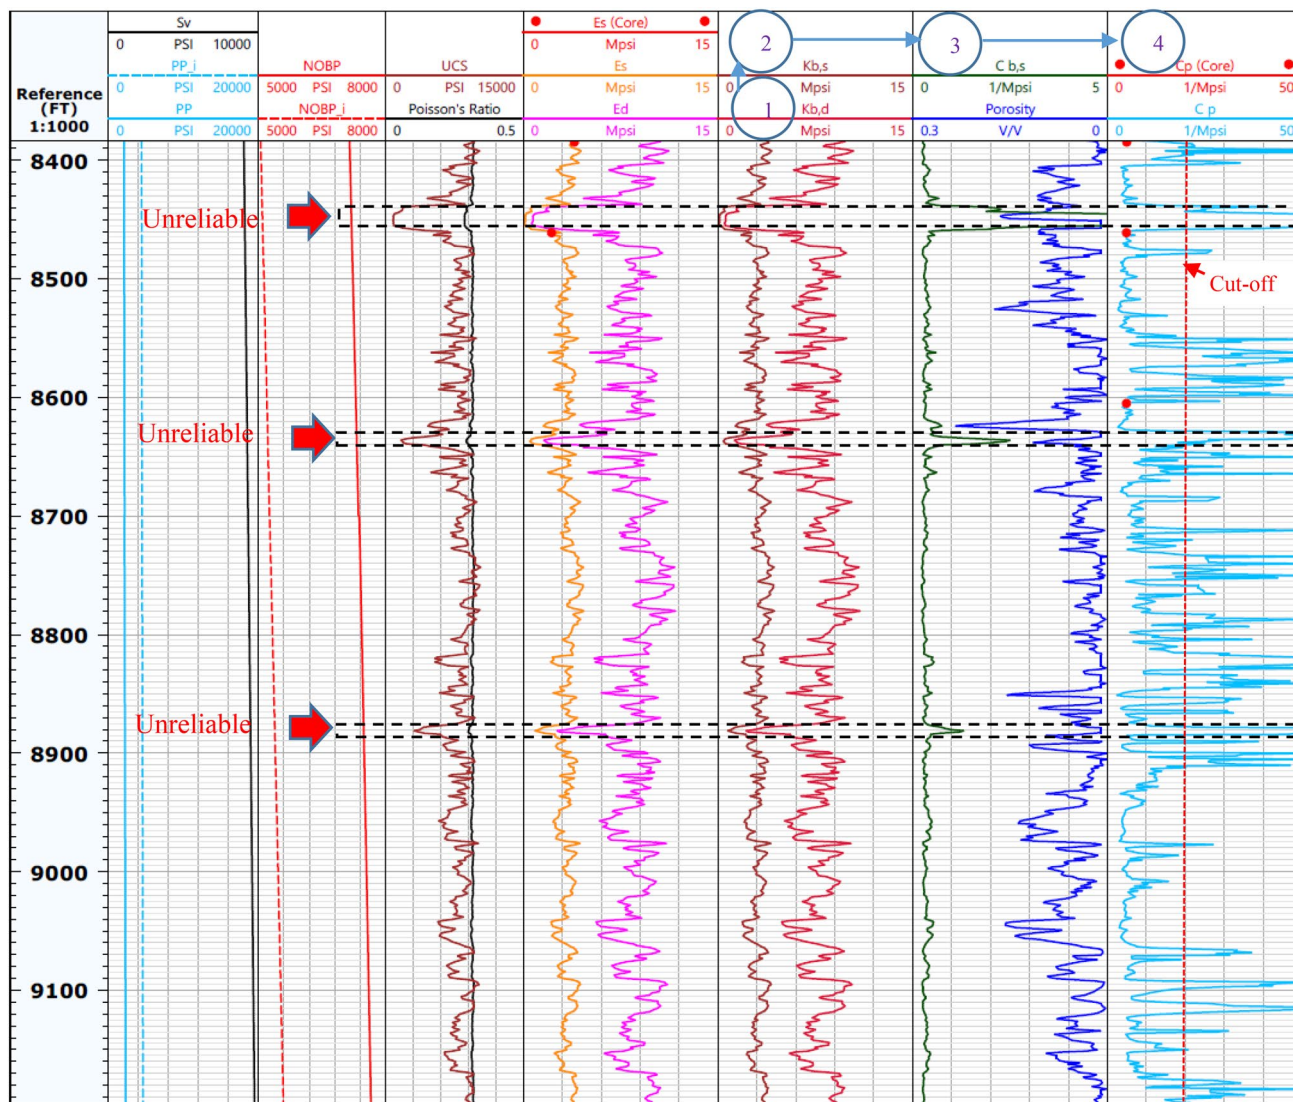 Sv
0 PSI 10000
PP_i
0 PSI 20000
PP
0 PSI 20000
Reference
(FT)
1:1000
NOBP
5000 PSI 8000
NOBP_i
5000 PSI 8000
UCS
0 PSI 15000
Poisson's Ratio
0 0.5
Es (Core)
0 Mpsi 15
Es
0 Mpsi 15
Ed
0 Mpsi 15
2
Kb,s
0 Mpsi 15
1
Kb,d
0 Mpsi 15
3
C b,s
0 1/Mpsi 5
Porosity
0.3 V/V 0
4
Cp (Core)
0 1/Mpsi 50
C p
0 1/Mpsi 50
8400
Unreliable
8500
Cut-off
8600
Unreliable
8700
8800
Unreliable
8900
9000
9100